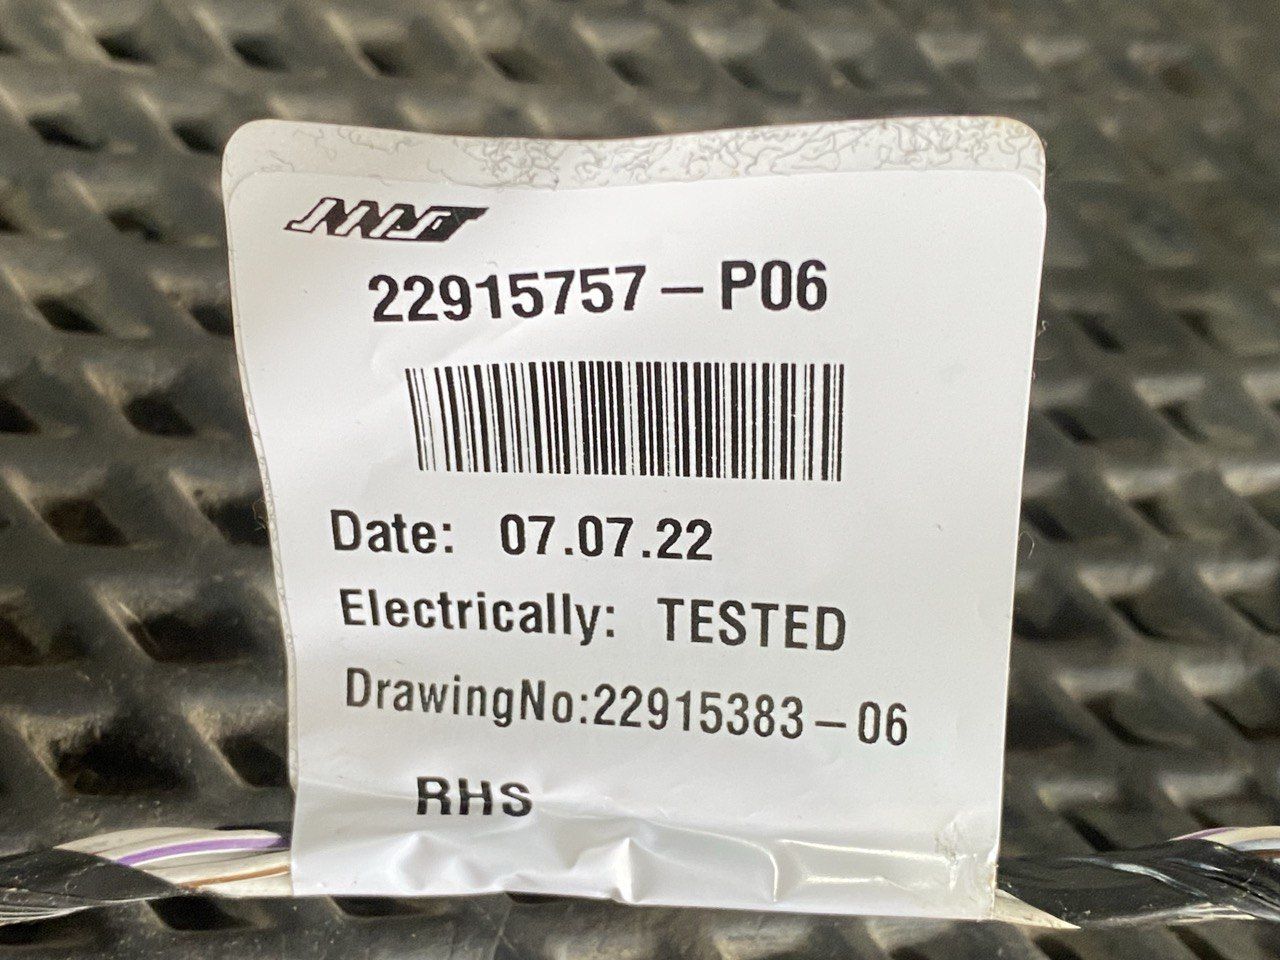 22915757-P06
Date: 07.07.22
Electrically: TESTED
DrawingNo:22915383-06
RHS